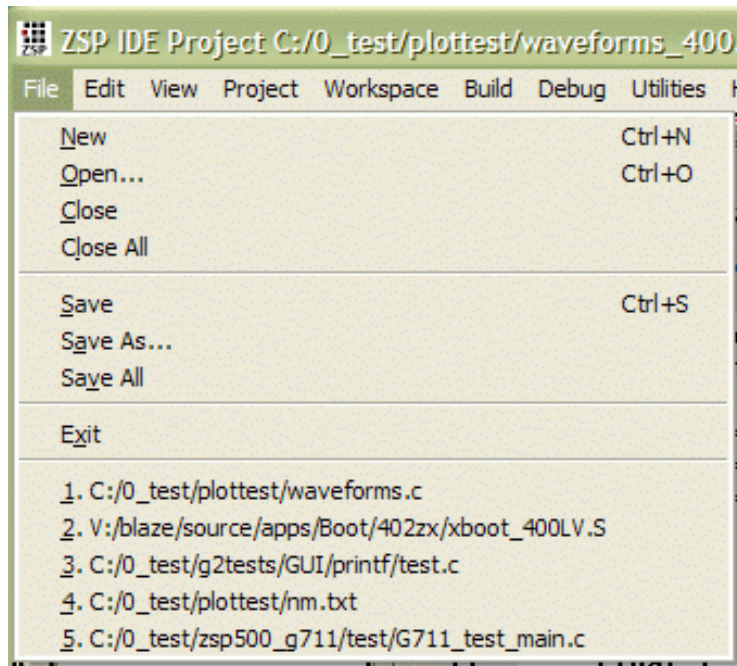 ZSP IDE Project C:/0_test/plottest/waveforms_400
File Edit View Project Workspace Build Debug Utilities
New Ctrl+N
Open... Ctrl+O
Close
Close All
Save Ctrl+S
Save As...
Save All
Exit
1. C:/0_test/plottest/waveforms.c
2. V:/blaze/source/apps/Boot/402zx/xboot_400LV.S
3. C:/0_test/g2tests/GUI/printf/test.c
4. C:/0_test/plottest/nm.txt
5. C:/0_test/zsp500_g711/test/G711_test_main.c